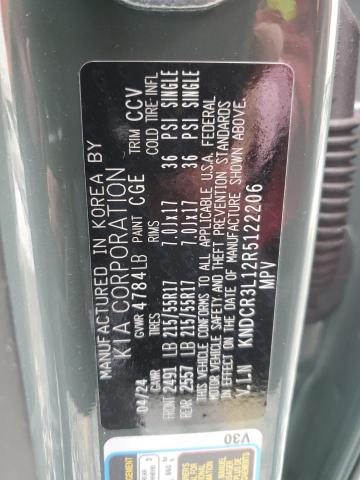 MANUFACTURED IN KOREA BY
KIA CORPORATION
04/24 GVWR 4784LB PAINT CGE TRIM CCV
GAWR TIRES RIMS COLD TIRE INFL
FRT 2491 LB 215/55R17 7.0Jx17 36 PSI SINGLE
REAR 2557 LB 215/55R17 7.0Jx17 36 PSI SINGLE
THIS VEHICLE CONFORMS TO ALL APPLICABLE U.S.A. FEDERAL
MOTOR VEHICLE SAFETY,AND THEFT PREVENTION STANDARDS
IN EFFECT ON THE DATE OF MANUFACTURE SHOWN ABOVE.
V.I.N KNDCR3L12R5122206
MPV
V30
MANUAL